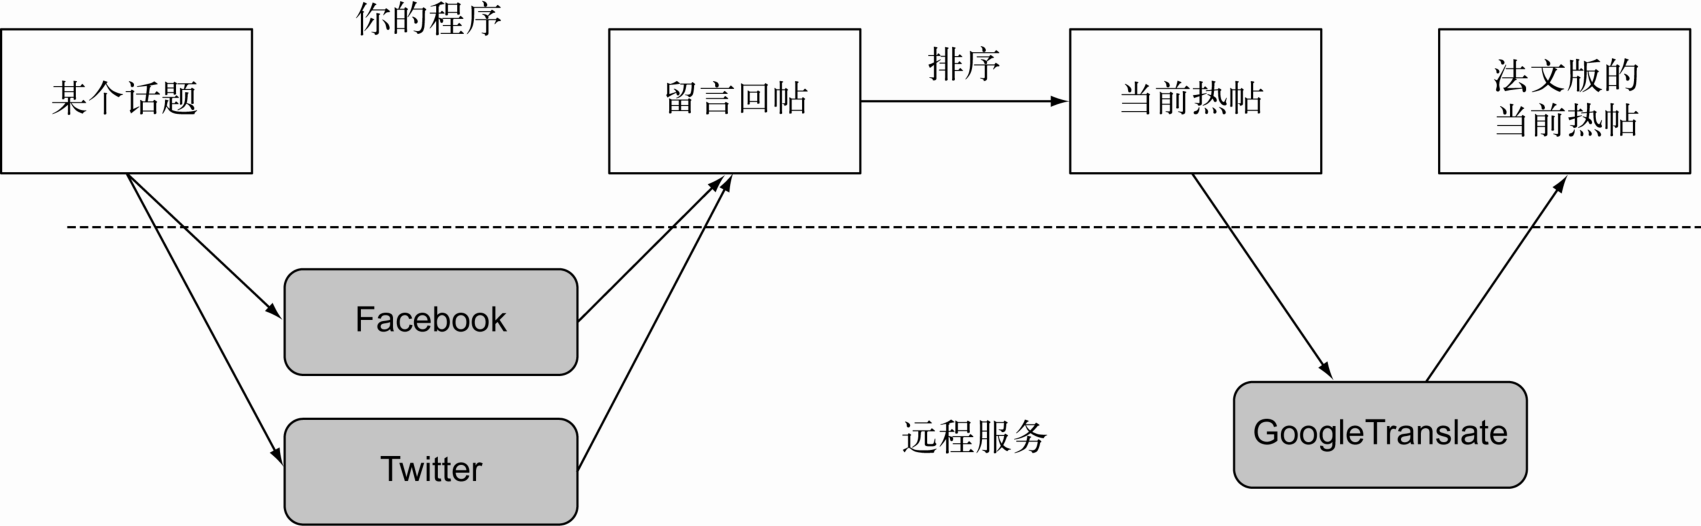 你的程序
某个话题
留言回帖
排序
当前热帖
法文版的
当前热帖
Facebook
Twitter
远程服务
GoogleTranslate